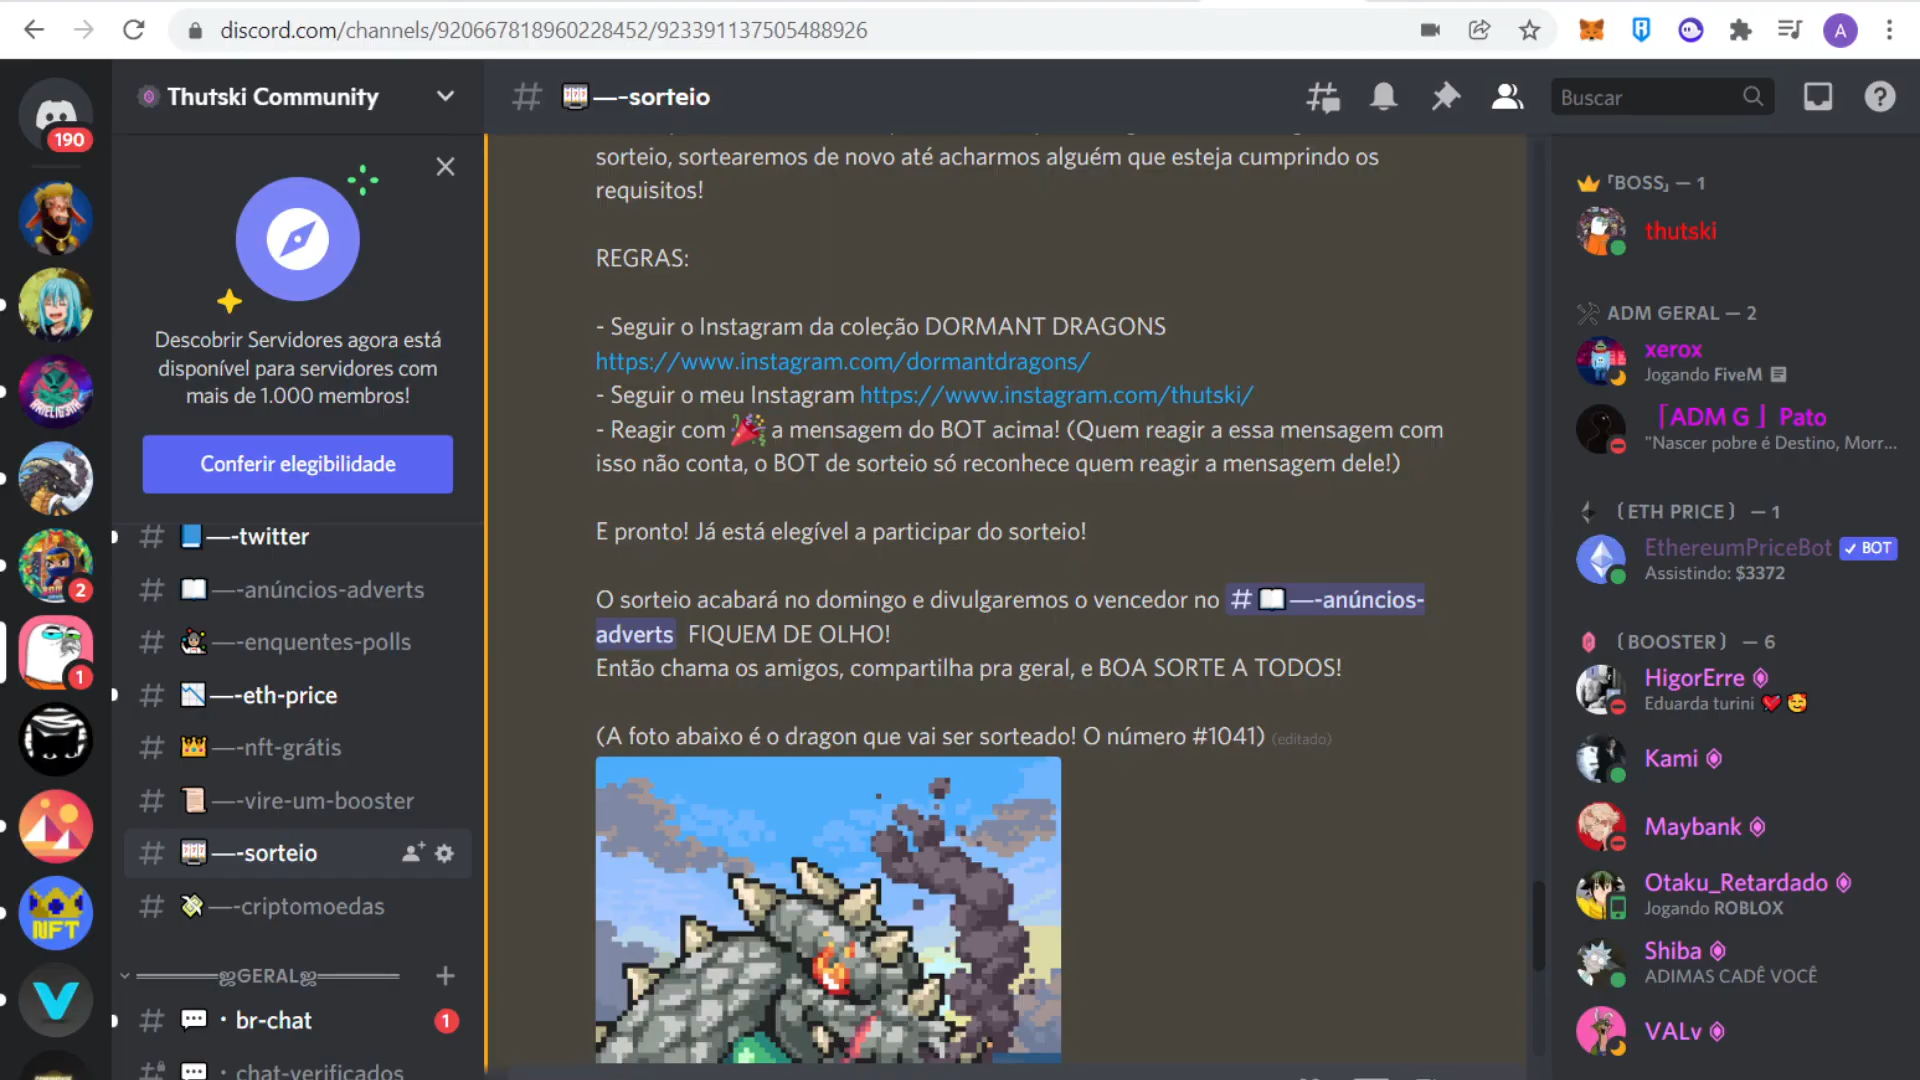 discord.com/channels/920667818960228452/923391137505488926
A
190
Thutski Community
—-sorteio
Buscar
Descobrir Servidores agora está
disponível para servidores com
mais de 1.000 membros!
Conferir elegibilidade
—-twitter
—-anúncios-adverts
—-enquentes-polls
—-eth-price
—-nft-grátis
—-vire-um-booster
—-sorteio
—-criptomoedas
GERAL
br-chat
1
chat-verificados
2
1
NFT
sorteio, sortearemos de novo até acharmos alguém que esteja cumprindo os
requisitos!
REGRAS:
- Seguir o Instagram da coleção DORMANT DRAGONS
https://www.instagram.com/dormantdragons/
- Seguir o meu Instagram https://www.instagram.com/thutski/
- Reagir com 🎉 a mensagem do BOT acima! (Quem reagir a essa mensagem com
isso não conta, o BOT de sorteio só reconhece quem reagir a mensagem dele!)
E pronto! Já está elegível a participar do sorteio!
O sorteio acabará no domingo e divulgaremos o vencedor no # 📖—-anúncios-
adverts FIQUEM DE OLHO!
Então chama os amigos, compartilha pra geral, e BOA SORTE A TODOS!
(A foto abaixo é o dragon que vai ser sorteado! O número #1041) (editado)
「BOSS」 — 1
thutski
ADM GERAL — 2
xerox
Jogando FiveM
「ADM G 」 Pato
"Nascer pobre é Destino, Morr...
〔ETH PRICE〕 — 1
EthereumPriceBot ✓ BOT
Assistindo: $3372
〔BOOSTER〕 — 6
HigorErre
Eduarda turini ❤️ 🥰
Kami
Maybank
Otaku_Retardado
Jogando ROBLOX
Shiba
ADIMAS CADÊ VOCÊ
VALv